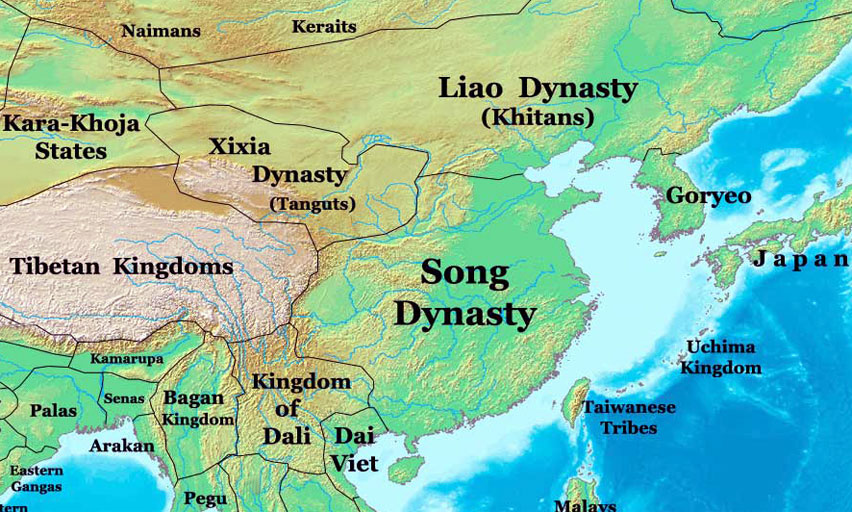 Naimans
Keraits
Liao Dynasty
(Khitans)
Kara-Khoja
States
Xixia
Dynasty
(Tanguts)
Goryeo
Japan
Tibetan Kingdoms
Song
Dynasty
Uchima
Kingdom
Kamarupa
Palas
Senas
Bagan
Kingdom
Kingdom
of
Dali
Taiwanese
Tribes
Arakan
Dai
Viet
Eastern
Gangas
Pegu
tern
Malays